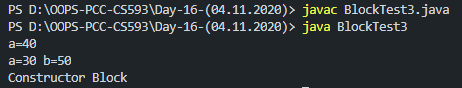 PS D:\OOPS-PCC-CS593\Day-16-(04.11.2020)> javac BlockTest3.java
PS D:\OOPS-PCC-CS593\Day-16-(04.11.2020)> java BlockTest3
a=40
a=30 b=50
Constructor Block